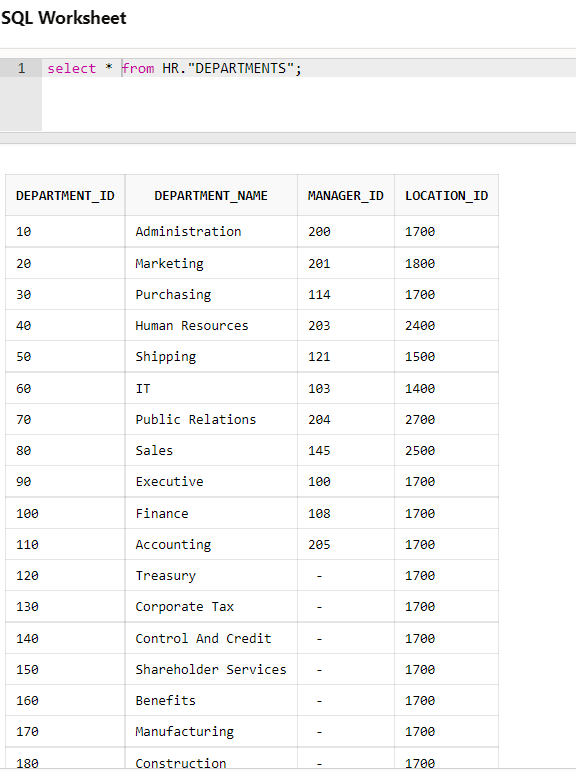 SQL Worksheet
1 select * from HR."DEPARTMENTS";
DEPARTMENT_ID DEPARTMENT_NAME MANAGER_ID LOCATION_ID
10 Administration 200 1700
20 Marketing 201 1800
30 Purchasing 114 1700
40 Human Resources 203 2400
50 Shipping 121 1500
60 IT 103 1400
70 Public Relations 204 2700
80 Sales 145 2500
90 Executive 100 1700
100 Finance 108 1700
110 Accounting 205 1700
120 Treasury - 1700
130 Corporate Tax - 1700
140 Control And Credit - 1700
150 Shareholder Services - 1700
160 Benefits - 1700
170 Manufacturing - 1700
180 Construction - 1700